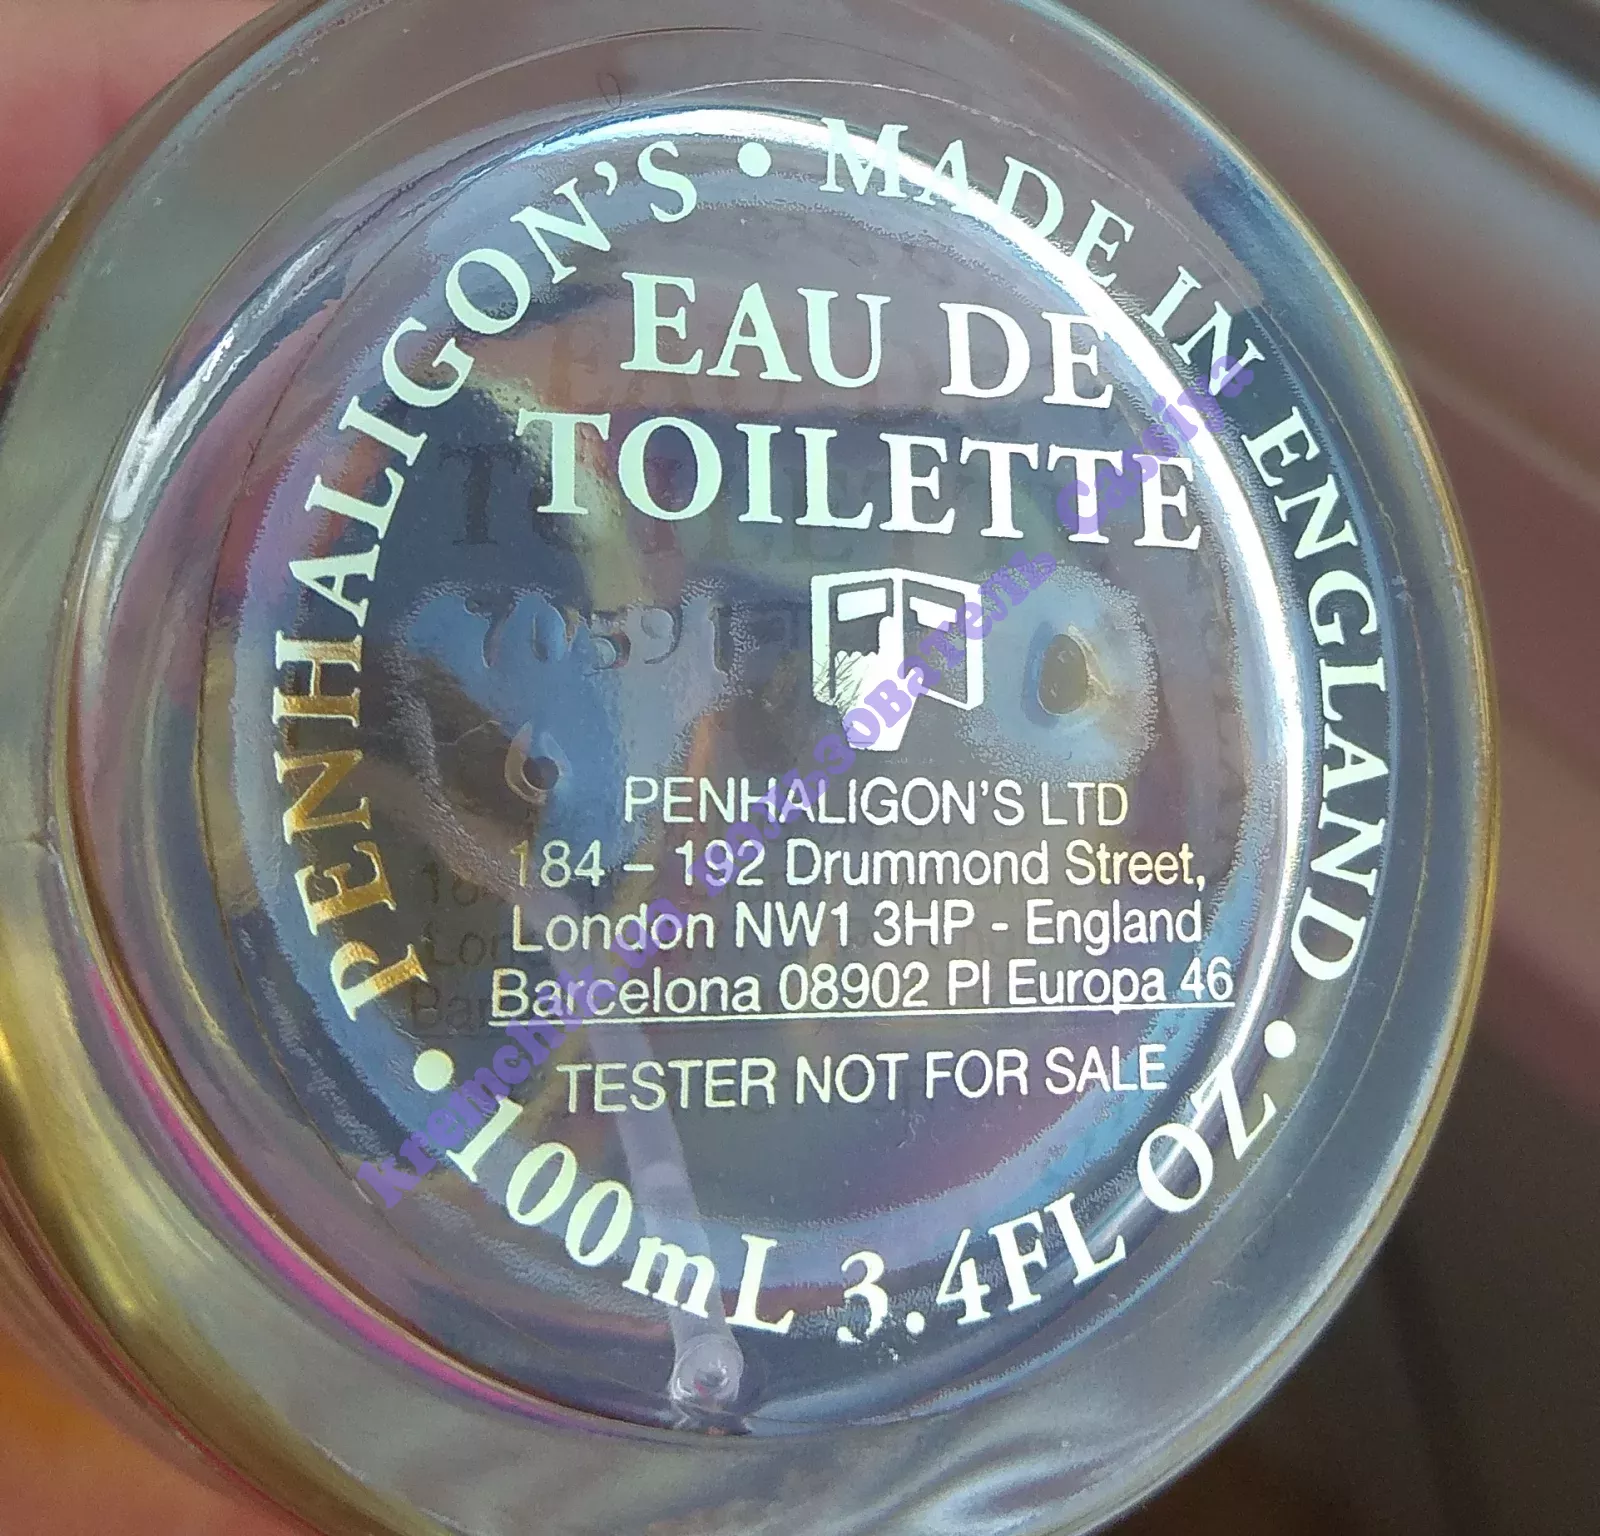 PENHALIGON'S • MADE IN ENGLAND •
EAU DE
TOILETTE
PENHALIGON'S LTD
184 – 192 Drummond Street,
London NW1 3HP - England
Barcelona 08902 Pl Europa 46
TESTER NOT FOR SALE
100mL 3.4FL OZ •